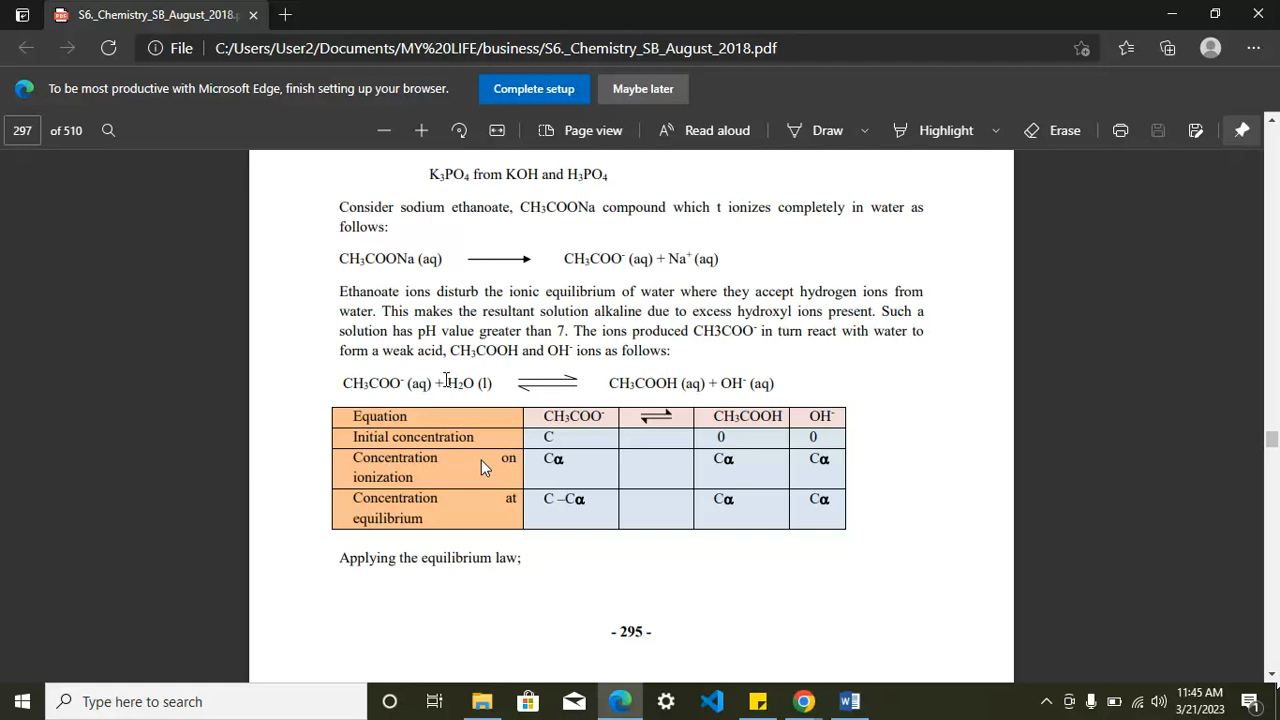 S6._Chemistry_SB_August_2018.p
File C:/Users/User2/Documents/MY%20LIFE/business/S6._Chemistry_SB_August_2018.pdf
To be most productive with Microsoft Edge, finish setting up your browser. Complete setup Maybe later
297 of 510 Page view Read aloud Draw Highlight Erase
K₃PO₄ from KOH and H₃PO₄
Consider sodium ethanoate, CH₃COONa compound which t ionizes completely in water as
follows:
CH₃COONa (aq) ⟶ CH₃COO⁻ (aq) + Na⁺ (aq)
Ethanoate ions disturb the ionic equilibrium of water where they accept hydrogen ions from
water. This makes the resultant solution alkaline due to excess hydroxyl ions present. Such a
solution has pH value greater than 7. The ions produced CH3COO⁻ in turn react with water to
form a weak acid, CH₃COOH and OH⁻ ions as follows:
CH₃COO⁻ (aq) + H₂O (l) ⇌ CH₃COOH (aq) + OH⁻ (aq)
Equation CH₃COO⁻ ⇌ CH₃COOH OH⁻
Initial concentration C 0 0
Concentration on Cα Cα Cα
ionization
Concentration at C –Cα Cα Cα
equilibrium
Applying the equilibrium law;
- 295 -
Type here to search
11:45 AM
3/21/2023
1